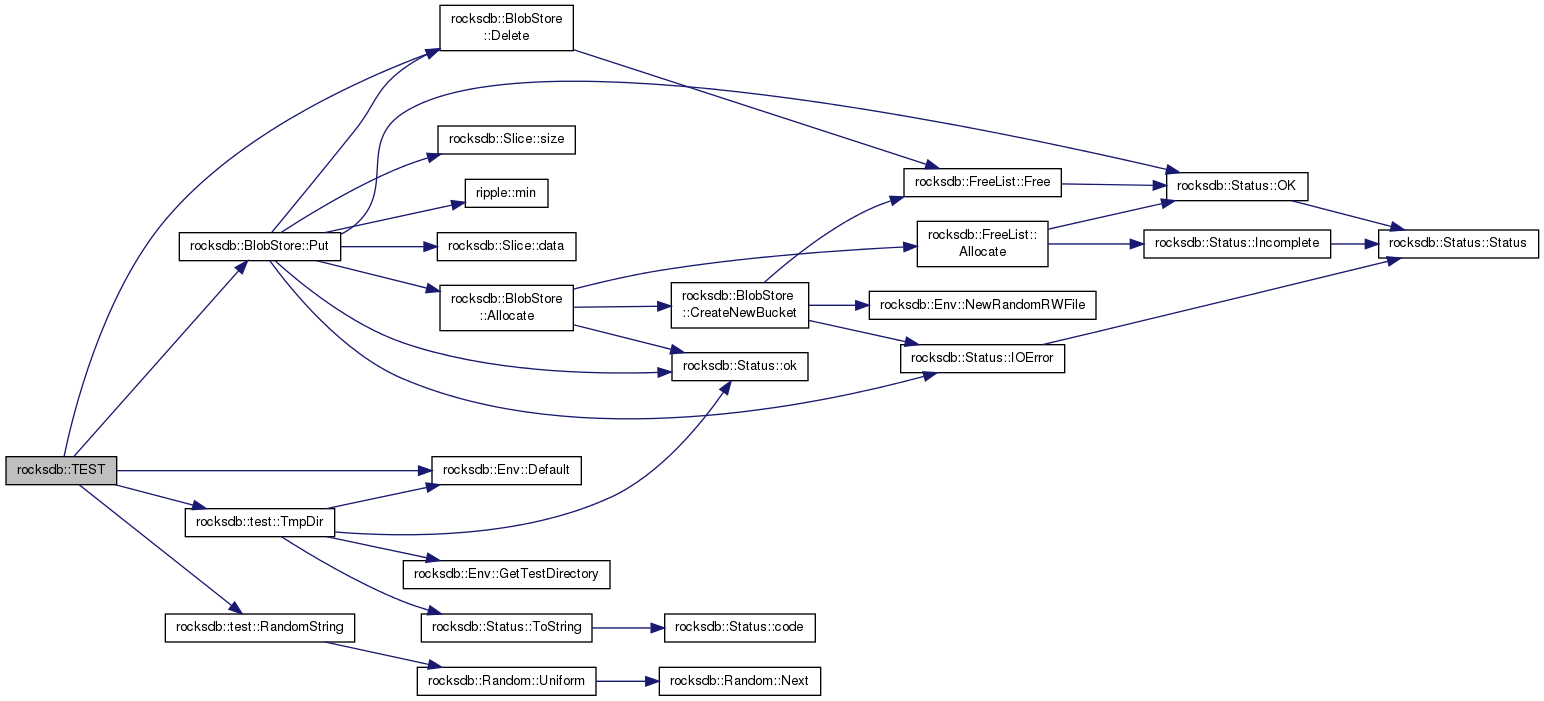 rocksdb::BlobStore
::Delete
rocksdb::Slice::size
ripple::min
rocksdb::FreeList::Free
rocksdb::Status::OK
rocksdb::BlobStore::Put
rocksdb::Slice::data
rocksdb::FreeList::
Allocate
rocksdb::Status::Incomplete
rocksdb::Status::Status
rocksdb::BlobStore
::Allocate
rocksdb::BlobStore
::CreateNewBucket
rocksdb::Env::NewRandomRWFile
rocksdb::Status::ok
rocksdb::Status::IOError
rocksdb::TEST
rocksdb::Env::Default
rocksdb::test::TmpDir
rocksdb::Env::GetTestDirectory
rocksdb::test::RandomString
rocksdb::Status::ToString
rocksdb::Status::code
rocksdb::Random::Uniform
rocksdb::Random::Next